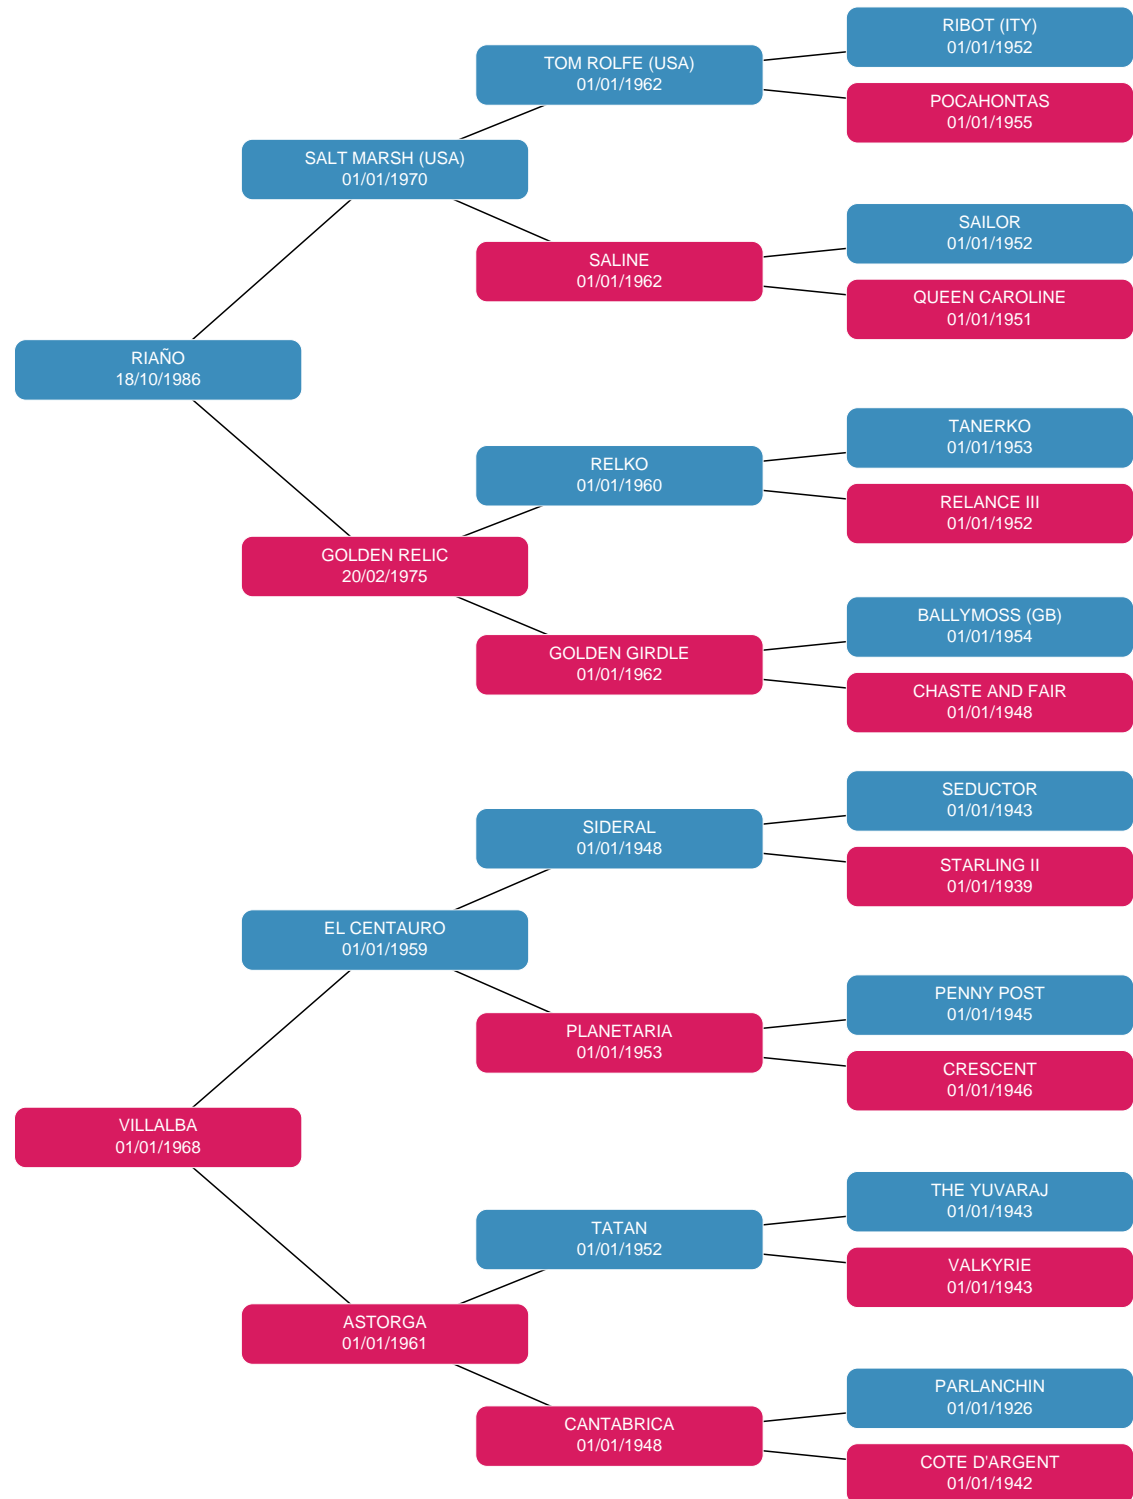 RIBOT (ITY)
01/01/1952
TOM ROLFE (USA)
01/01/1962
POCAHONTAS
01/01/1955
SALT MARSH (USA)
01/01/1970
SAILOR
01/01/1952
SALINE
01/01/1962
QUEEN CAROLINE
01/01/1951
RIAÑO
18/10/1986
TANERKO
01/01/1953
RELKO
01/01/1960
RELANCE III
01/01/1952
GOLDEN RELIC
20/02/1975
BALLYMOSS (GB)
01/01/1954
GOLDEN GIRDLE
01/01/1962
CHASTE AND FAIR
01/01/1948
SEDUCTOR
01/01/1943
SIDERAL
01/01/1948
STARLING II
01/01/1939
EL CENTAURO
01/01/1959
PENNY POST
01/01/1945
PLANETARIA
01/01/1953
CRESCENT
01/01/1946
VILLALBA
01/01/1968
THE YUVARAJ
01/01/1943
TATAN
01/01/1952
VALKYRIE
01/01/1943
ASTORGA
01/01/1961
PARLANCHIN
01/01/1926
CANTABRICA
01/01/1948
COTE D'ARGENT
01/01/1942